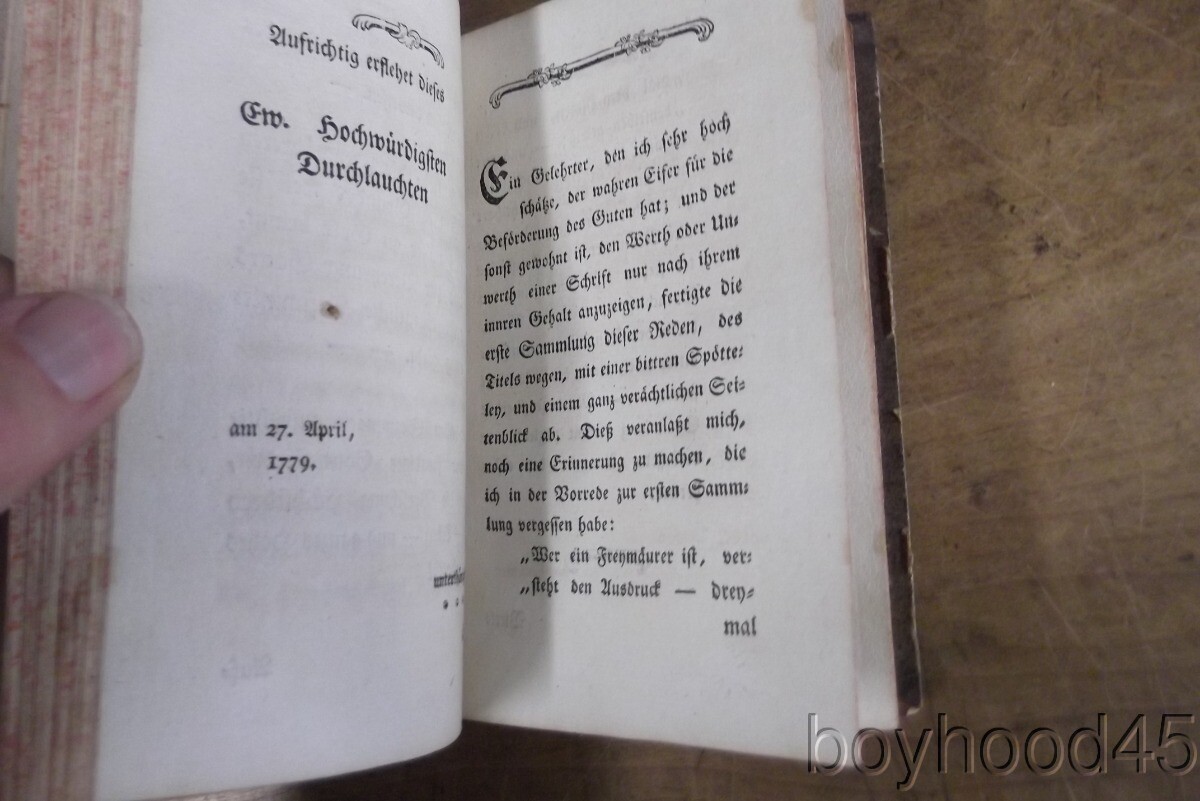 Aufrichtig erflehet dieses
Ew. Hochwürdigsten
Durchlauchten
am 27. April,
1779.
Ein Gelehrter, den ich sehr hoch
schätze, der wahren Eifer für die
Beförderung des Guten hat; und der
sonst gewohnt ist, den Werth oder Un-
werth einer Schrift nur nach ihrem
innren Gehalt anzuzeigen, fertigte die
erste Sammlung dieser Reden, des
Titels wegen, mit einer bittren Spötte-
ley, und einem ganz verächtlichen Sei-
tenblick ab. Dieß veranlaßt mich,
noch eine Erinnerung zu machen, die
ich in der Vorrede zur ersten Samm-
lung vergessen habe:
„Wer ein Freymäurer ist, ver-
„steht den Ausdruck — drey-
mal
boyhood45